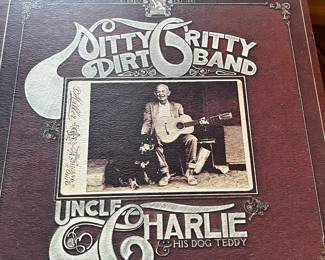 NITTY GRITTY
DIRT BAND
UNCLE CHARLIE
& HIS DOG TEDDY